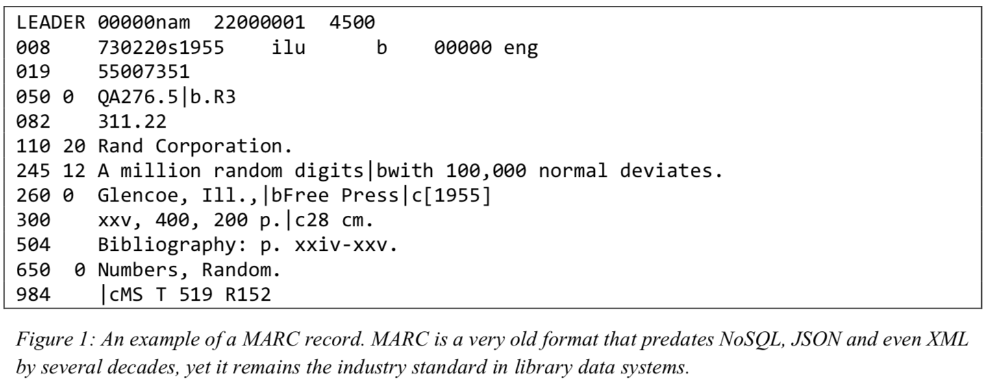 LEADER 00000nam  22000001  4500
008    730220s1955    ilu      b    00000 eng
019    55007351
050 0  QA276.5|b.R3
082    311.22
110 20 Rand Corporation.
245 12 A million random digits|bwith 100,000 normal deviates.
260 0  Glencoe, Ill.,|bFree Press|c[1955]
300    xxv, 400, 200 p.|c28 cm.
504    Bibliography: p. xxiv-xxv.
650  0 Numbers, Random.
984    |cMS T 519 R152
Figure 1: An example of a MARC record. MARC is a very old format that predates NoSQL, JSON and even XML
by several decades, yet it remains the industry standard in library data systems.